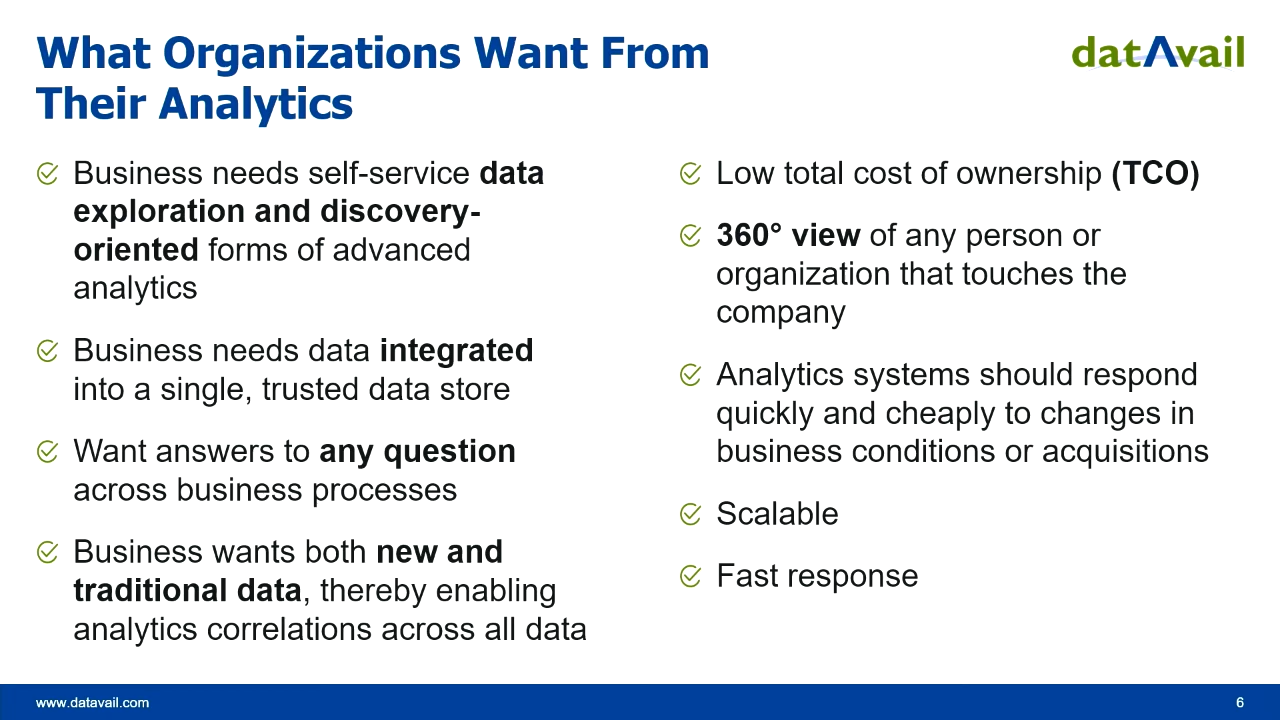 What Organizations Want From
Their Analytics
datAvail
Business needs self-service data
exploration and discovery-
oriented forms of advanced
analytics
Business needs data integrated
into a single, trusted data store
Want answers to any question
across business processes
Business wants both new and
traditional data, thereby enabling
analytics correlations across all data
Low total cost of ownership (TCO)
360° view of any person or
organization that touches the
company
Analytics systems should respond
quickly and cheaply to changes in
business conditions or acquisitions
Scalable
Fast response
www.datavail.com
6